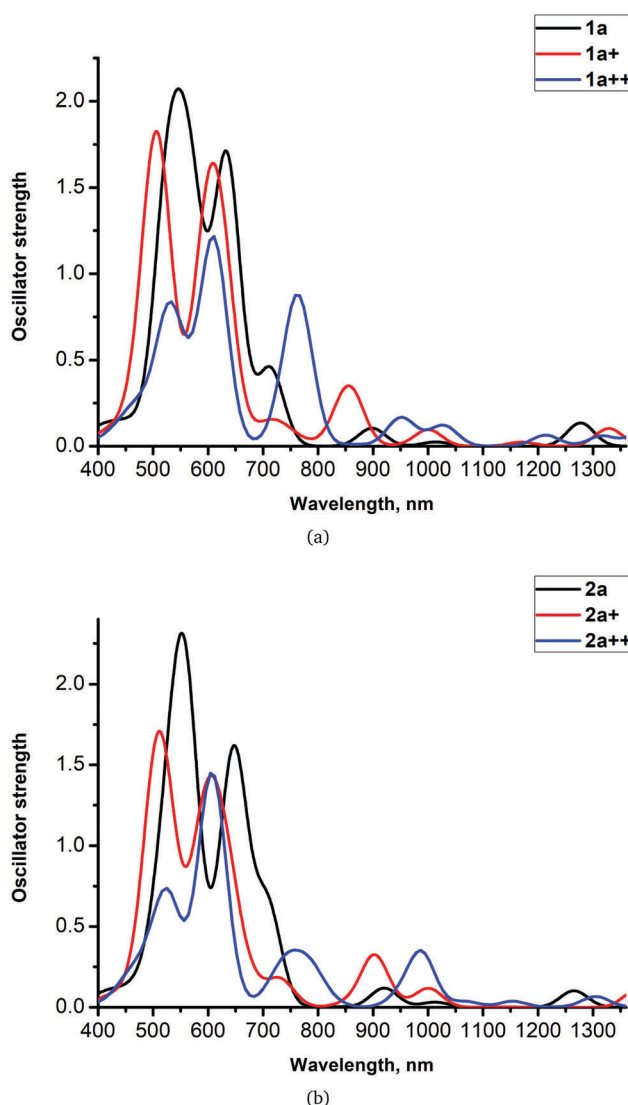 1a
1a+
1a++
Oscillator strength
2.0
1.5
1.0
0.5
0.0
400 500 600 700 800 900 1000 1100 1200 1300
Wavelength, nm
(a)
2a
2a+
2a++
Oscillator strength
2.0
1.5
1.0
0.5
0.0
400 500 600 700 800 900 1000 1100 1200 1300
Wavelength, nm
(b)